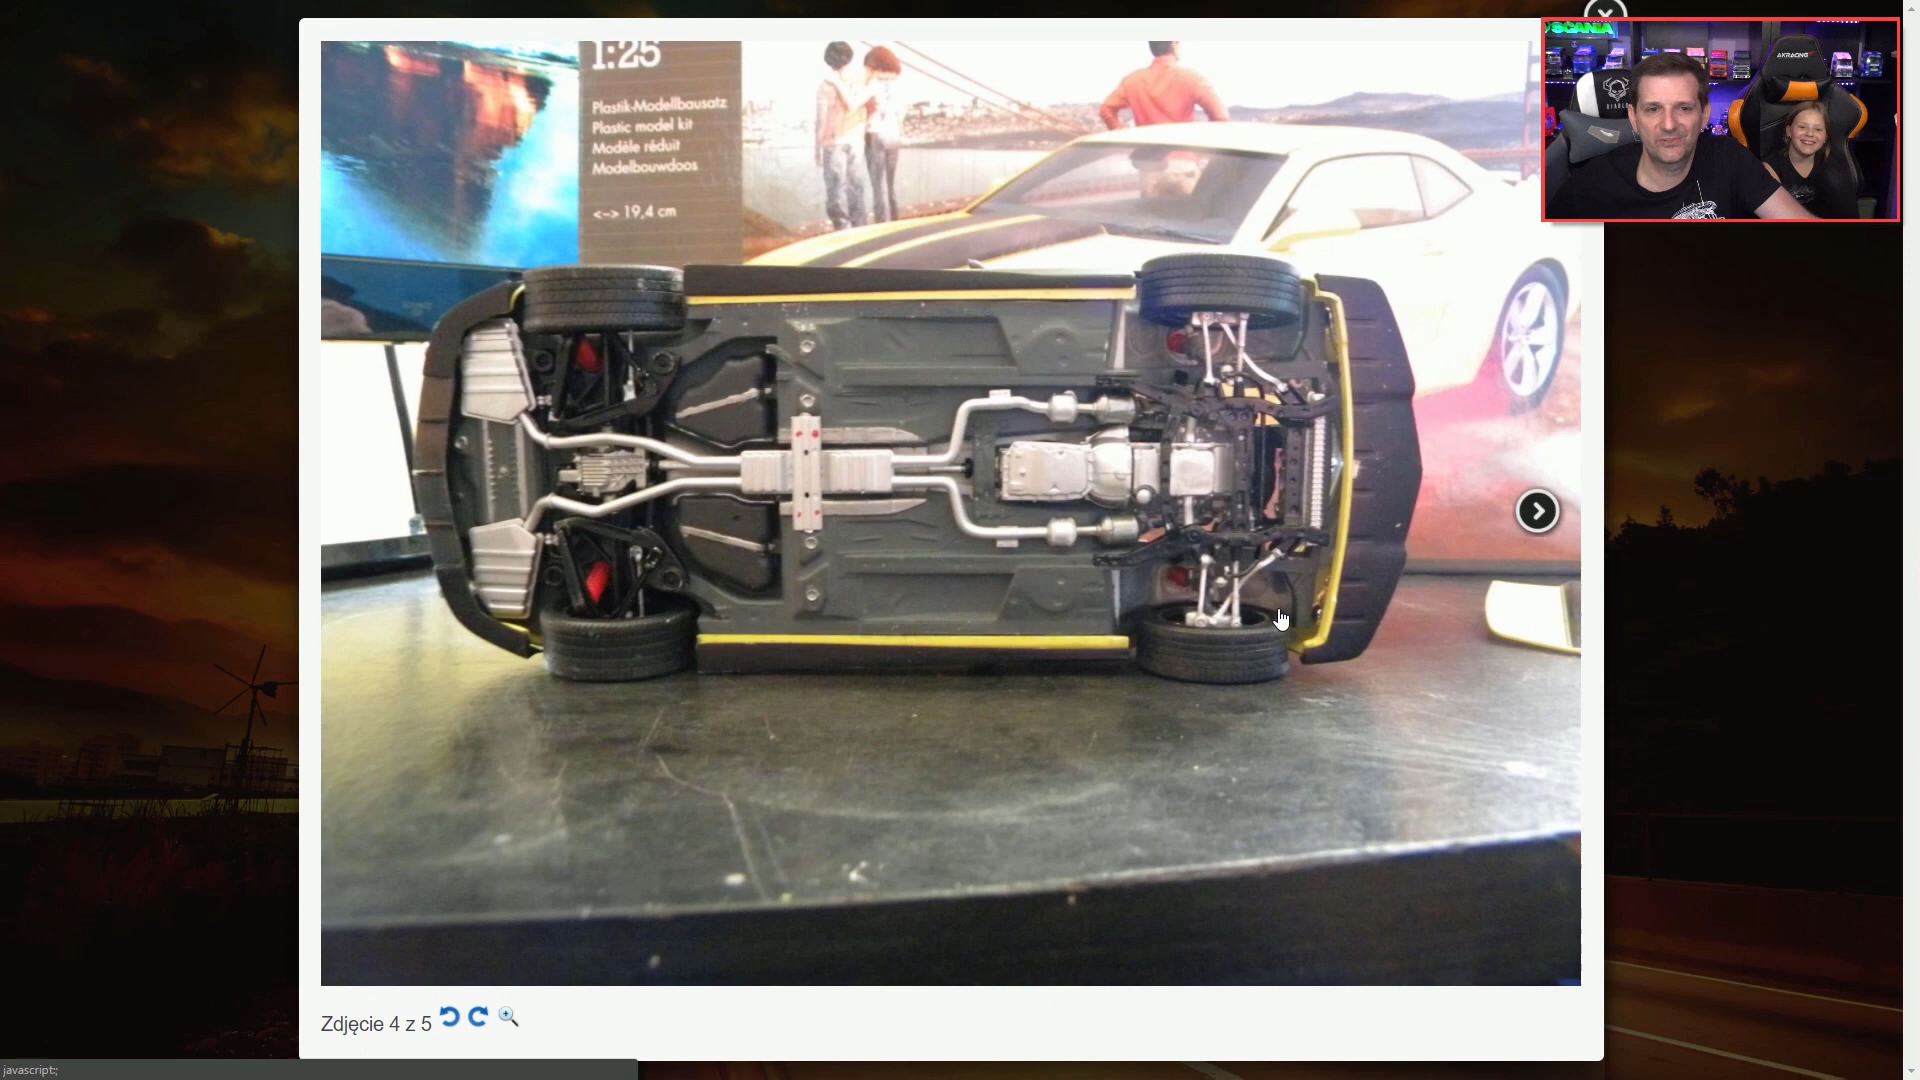 1:25
Plastik-Modellbausatz
Plastic model kit
Modèle réduit
Modelbouwdoos
<-> 19,4 cm
SCANIA
AKRACING
DIABLO
Zdjęcie 4 z 5
javascript:;